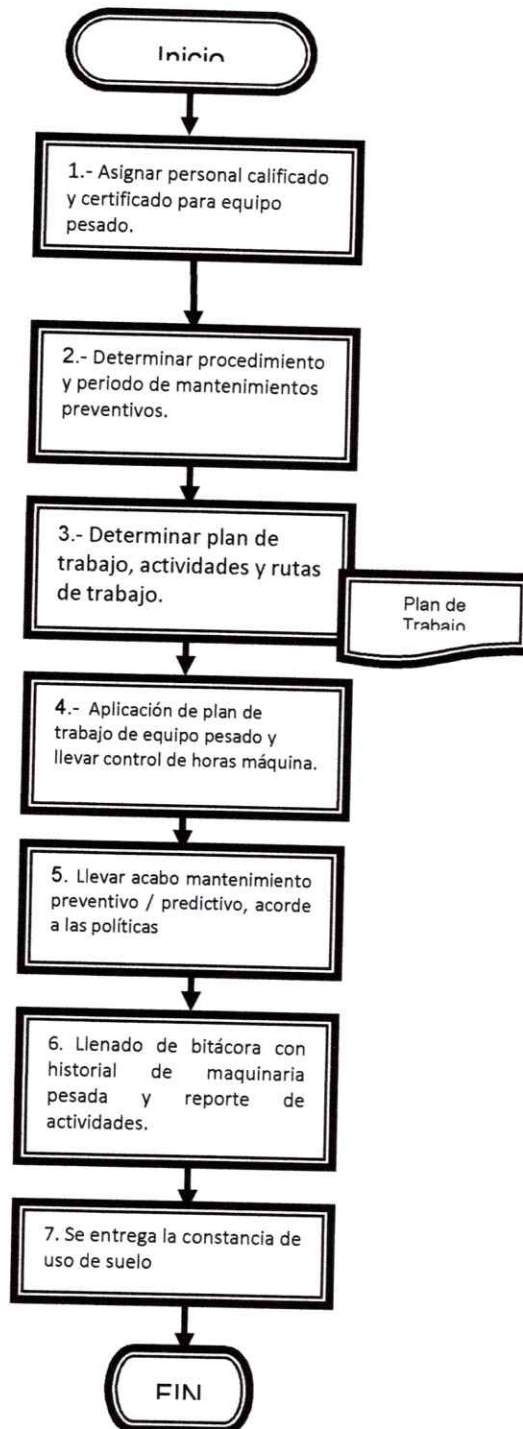 Inicio
1.- Asignar personal calificado
y certificado para equipo
pesado.
2.- Determinar procedimiento
y periodo de mantenimientos
preventivos.
3.- Determinar plan de
trabajo, actividades y rutas
de trabajo.
Plan de
Trabajo
4.- Aplicación de plan de
trabajo de equipo pesado y
llevar control de horas máquina.
5. Llevar acabo mantenimiento
preventivo / predictivo, acorde
a las políticas
6. Llenado de bitácora con
historial de maquinaria
pesada y reporte de
actividades.
7. Se entrega la constancia de
uso de suelo
FIN